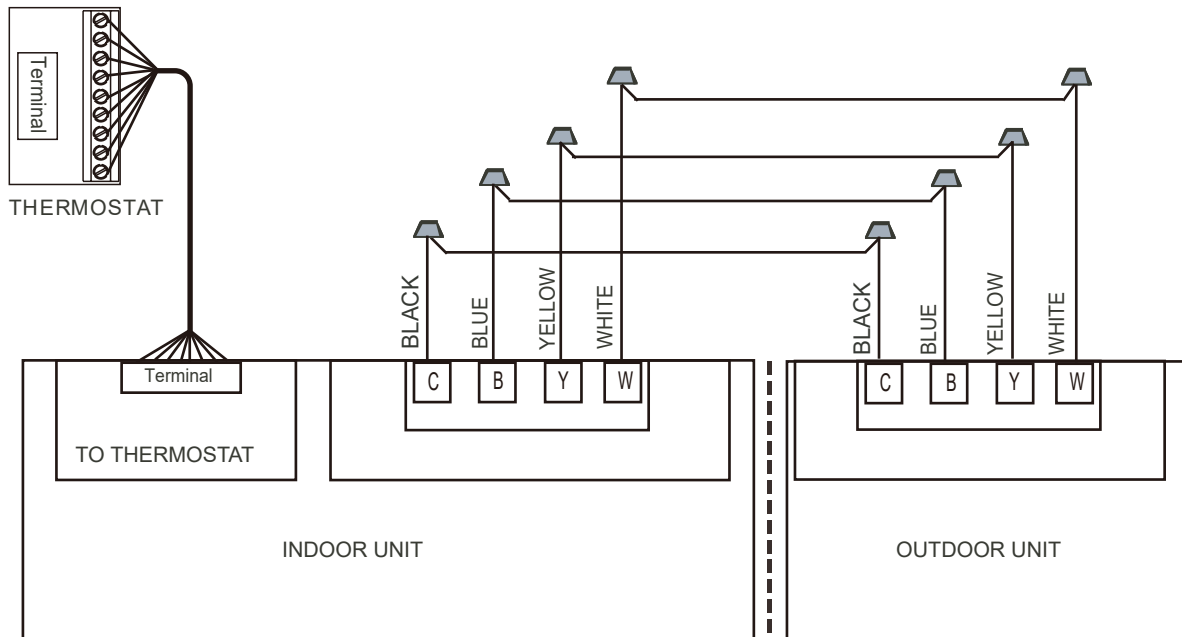 Terminal
THERMOSTAT
BLACK
BLUE
YELLOW
WHITE
BLACK
BLUE
YELLOW
WHITE
Terminal
C B Y W
C B Y W
TO THERMOSTAT
INDOOR UNIT
OUTDOOR UNIT